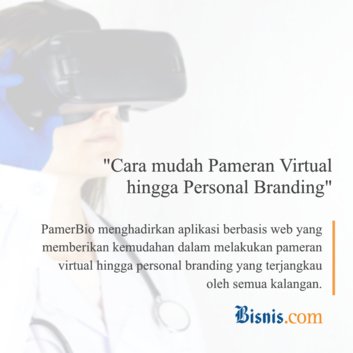 "Cara mudah Pameran Virtual
hingga Personal Branding"
PamerBio menghadirkan aplikasi berbasis web yang
memberikan kemudahan dalam melakukan pameran
virtual hingga personal branding yang terjangkau
oleh semua kalangan.
Bisnis.com